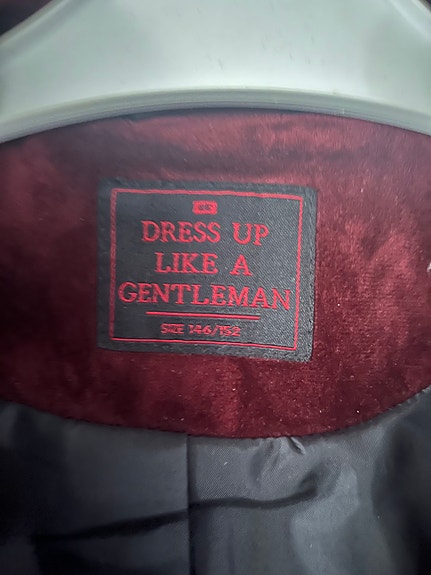 DRESS UP
LIKE A
GENTLEMAN
SIZE 146/152